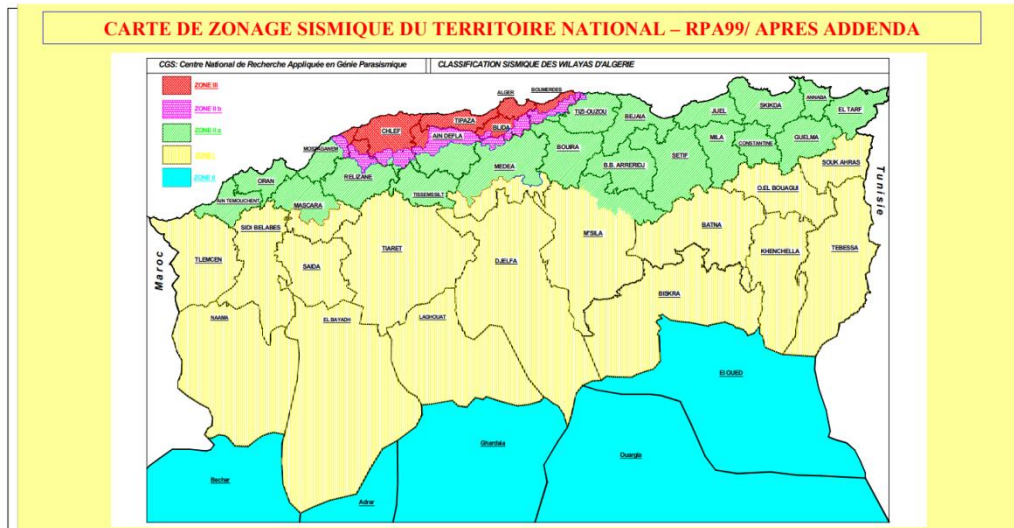 CARTE DE ZONAGE SISMIQUE DU TERRITOIRE NATIONAL – RPA99/ APRES ADDENDA
CGS: Centre National de Recherche Appliquée en Génie Parasismique
CLASSIFICATION SISMIQUE DES WILAYAS D'ALGERIE
ZONE III
ZONE II b
ZONE II a
ZONE I
ZONE 0
ALGER
BOUMERDES
TIPAZA
BLIDA
CHLEF
AIN DEFLA
TIZI-OUZOU
BEJAIA
JIJEL
SKIKDA
ANNABA
EL TARF
MOSTAGANEM
RELIZANE
MEDEA
BOUIRA
B.B. ARRERIDJ
SETIF
MILA
CONSTANTINE
GUELMA
SOUK AHRAS
ORAN
AIN TEMOUCHENT
MASCARA
TISSEMSILT
O.EL BOUAGUI
SIDI BELABES
TLEMCEN
SAIDA
TIARET
DJELFA
M'SILA
BATNA
KHENCHELLA
TEBESSA
BISKRA
NAAMA
EL BAYADH
LAGHOUAT
El OUED
Ghardaia
Ouargla
Bechar
Adrar
Maroc
Tunisie